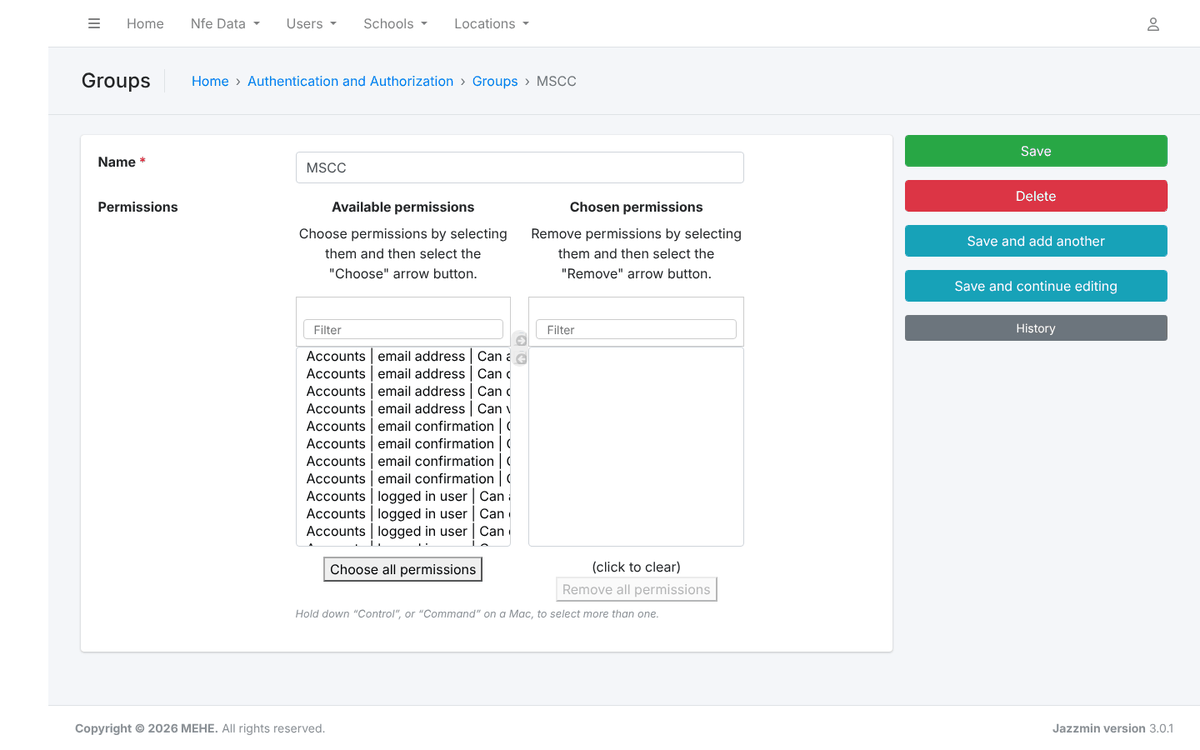 Home Nfe Data Users Schools Locations
Groups Home › Authentication and Authorization › Groups › MSCC
Name *
MSCC
Permissions
Available permissions
Choose permissions by selecting
them and then select the
"Choose" arrow button.
Filter
Accounts | email address | Can
Accounts | email address | Can
Accounts | email address | Can
Accounts | email address | Can
Accounts | email confirmation |
Accounts | email confirmation |
Accounts | email confirmation |
Accounts | email confirmation |
Accounts | logged in user | Can
Accounts | logged in user | Can
Accounts | logged in user | Can
Choose all permissions
Chosen permissions
Remove permissions by selecting
them and then select the
"Remove" arrow button.
Filter
(click to clear)
Remove all permissions
Hold down “Control”, or “Command” on a Mac, to select more than one.
Save
Delete
Save and add another
Save and continue editing
History
Copyright © 2026 MEHE. All rights reserved.
Jazzmin version 3.0.1